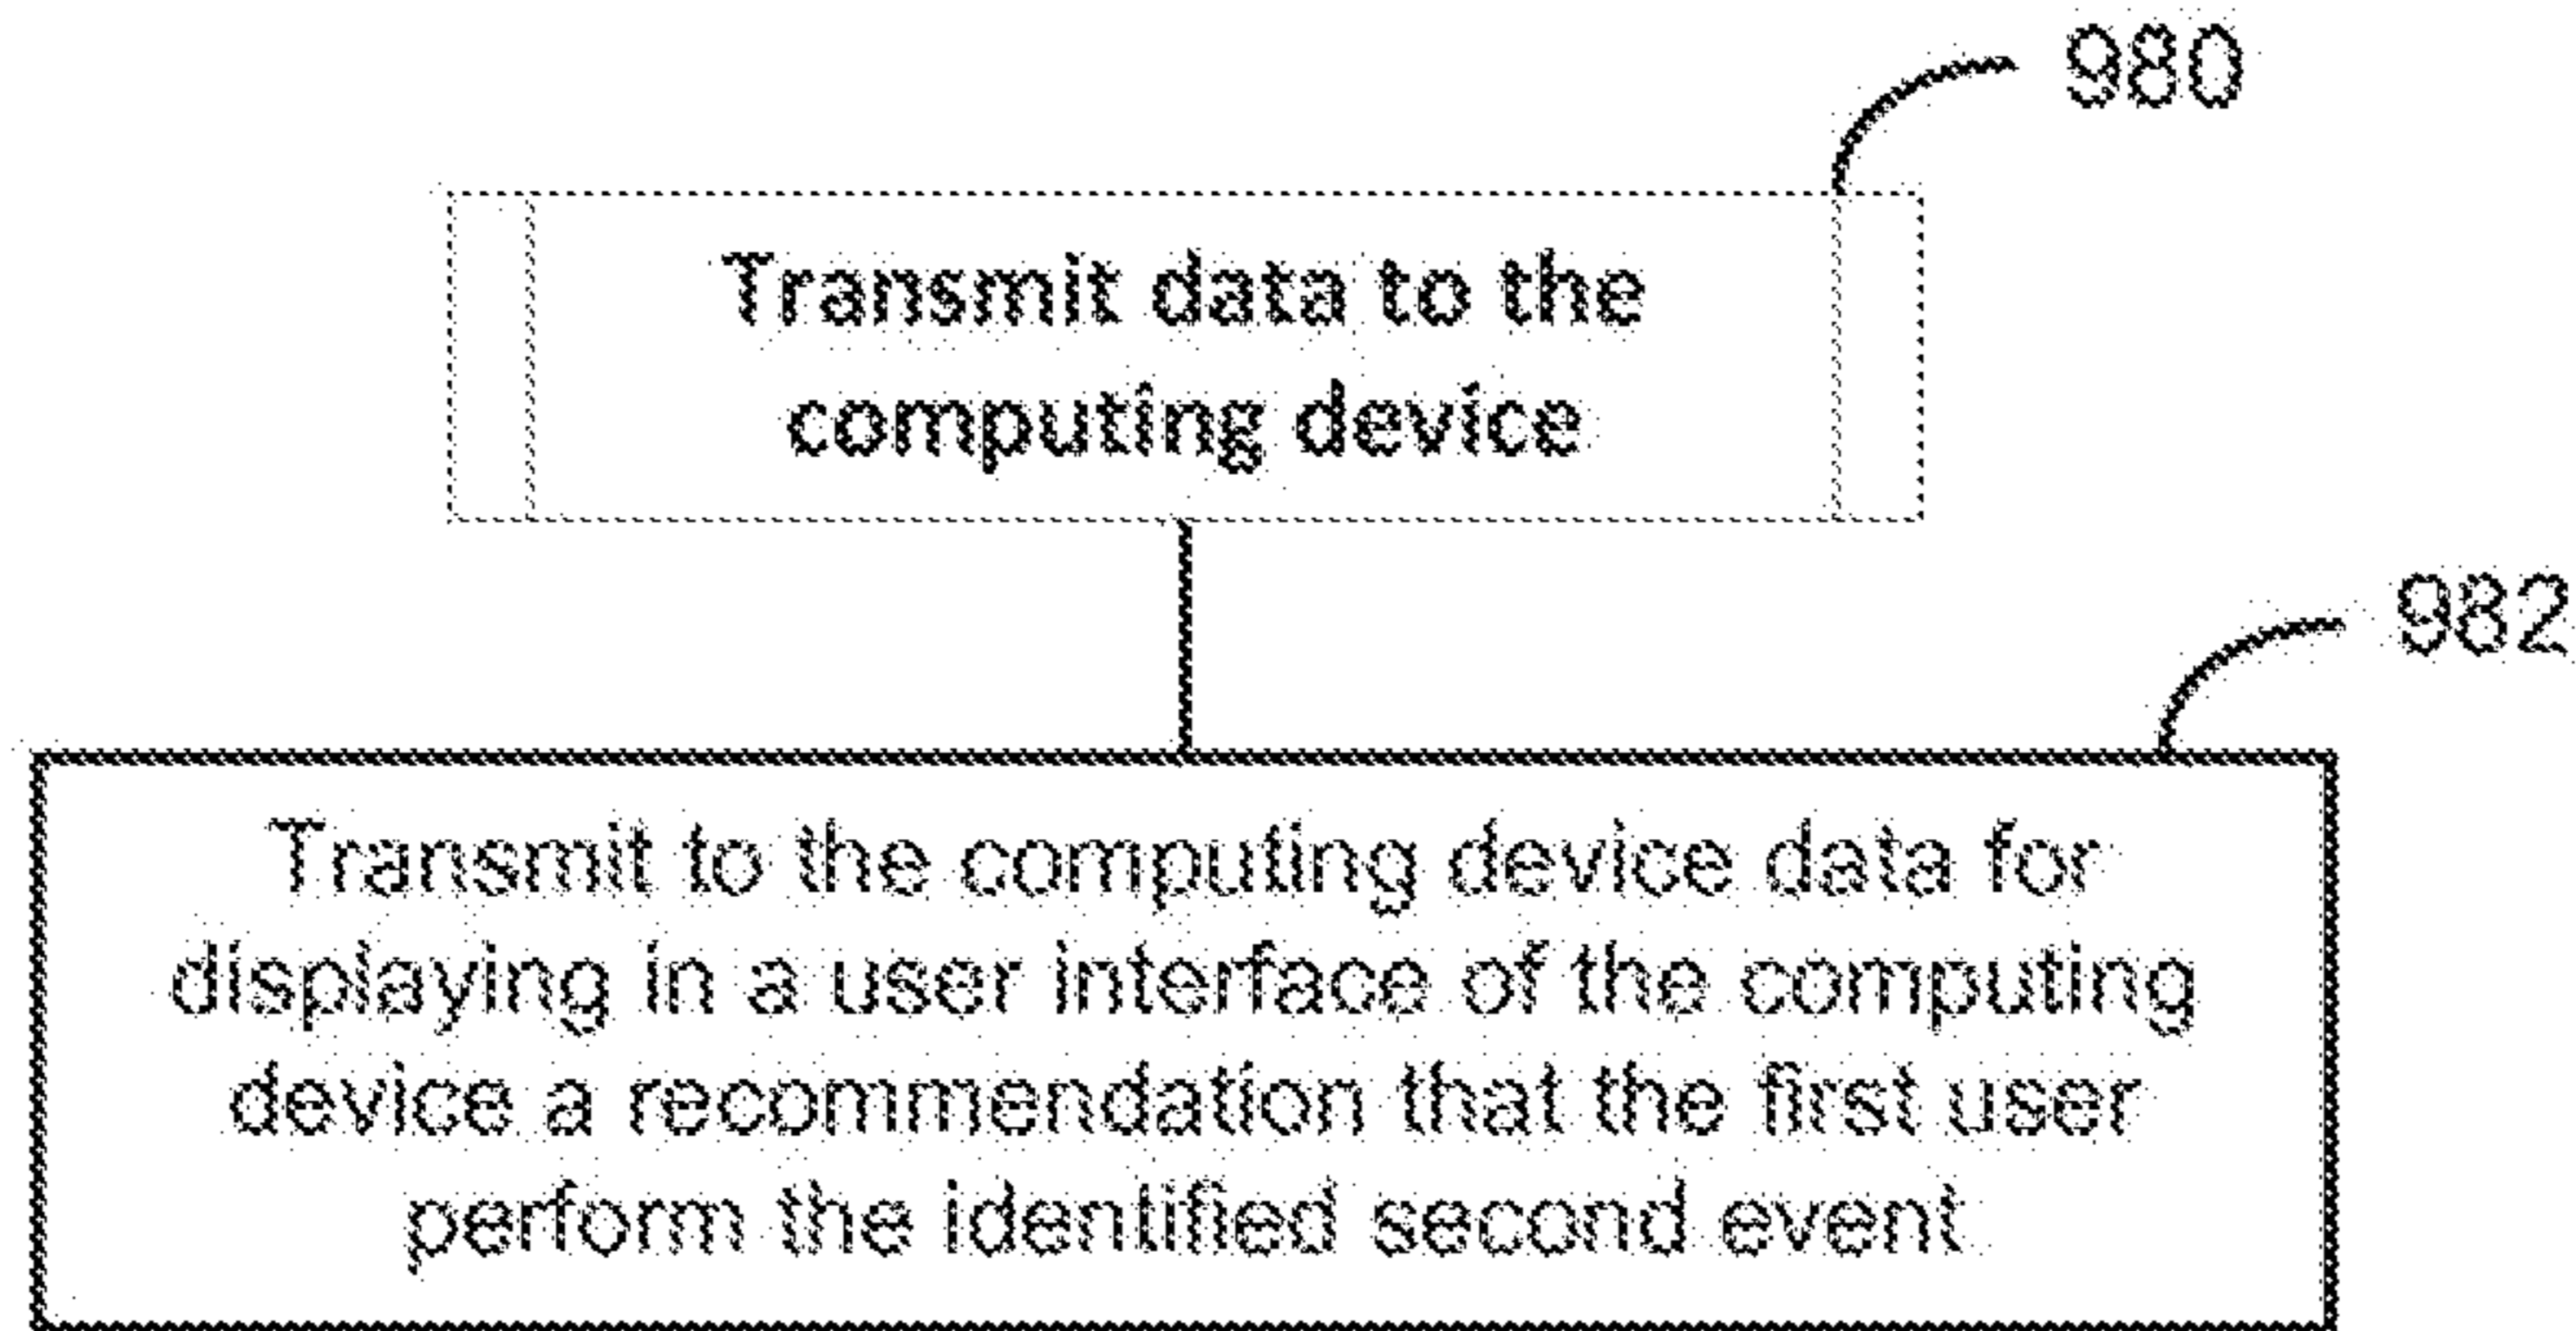 980
Transmit data to the
computing device
982
Transmit to the computing device data for
displaying in a user interface of the computing
device a recommendation that the first user
perform the identified second event